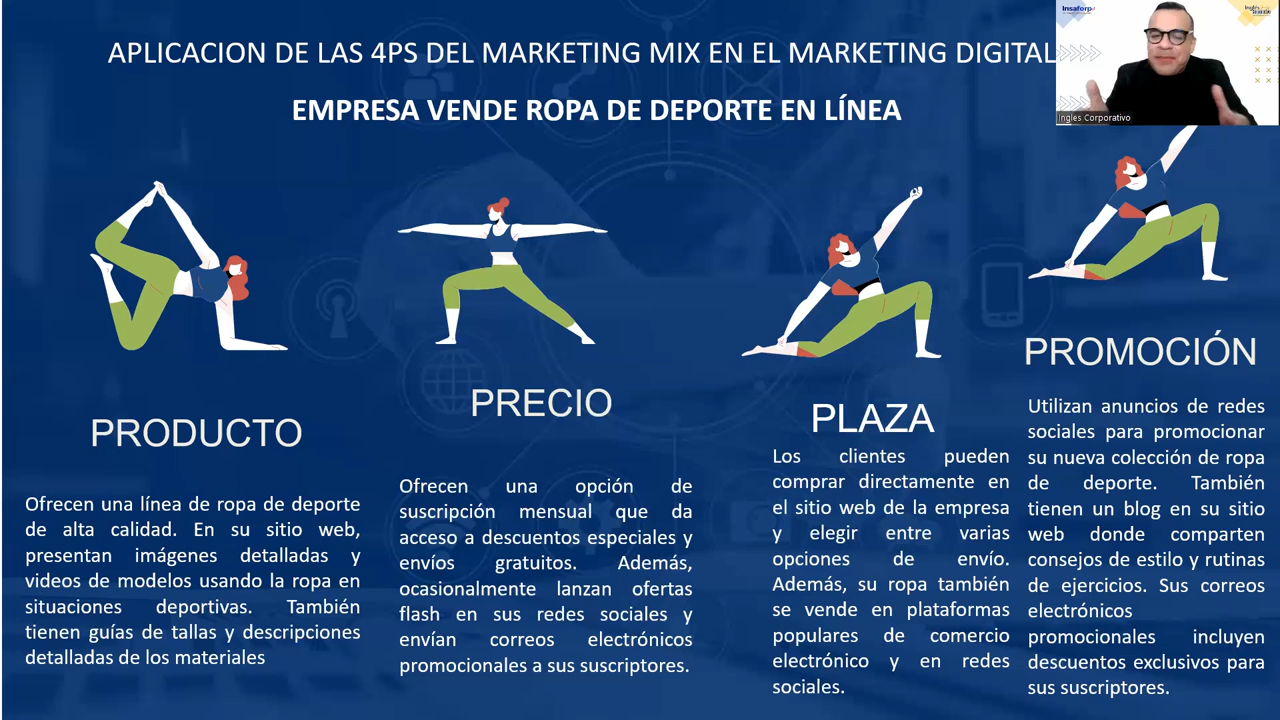 APLICACION DE LAS 4PS DEL MARKETING MIX EN EL MARKETING DIGITAL
EMPRESA VENDE ROPA DE DEPORTE EN LÍNEA
Insaforp
Ingles Corporativo
PRODUCTO
Ofrecen una línea de ropa de deporte
de alta calidad. En su sitio web,
presentan imágenes detalladas y
videos de modelos usando la ropa en
situaciones deportivas. También
tienen guías de tallas y descripciones
detalladas de los materiales
PRECIO
Ofrecen una opción de
suscripción mensual que da
acceso a descuentos especiales y
envíos gratuitos. Además,
ocasionalmente lanzan ofertas
flash en sus redes sociales y
envían correos electrónicos
promocionales a sus suscriptores.
PLAZA
Los clientes pueden
comprar directamente en
el sitio web de la empresa
y elegir entre varias
opciones de envío.
Además, su ropa también
se vende en plataformas
populares de comercio
electrónico y en redes
sociales.
PROMOCIÓN
Utilizan anuncios de redes
sociales para promocionar
su nueva colección de ropa
de deporte. También
tienen un blog en su sitio
web donde comparten
consejos de estilo y rutinas
de ejercicios. Sus correos
electrónicos
promocionales incluyen
descuentos exclusivos para
sus suscriptores.